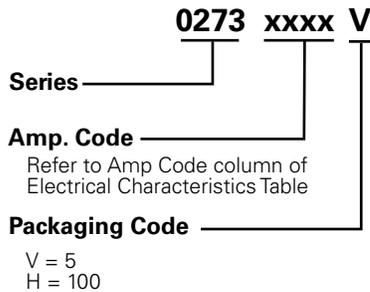 0273 xxxx V
Series
Amp. Code
Refer to Amp Code column of
Electrical Characteristics Table
Packaging Code
V = 5
H = 100